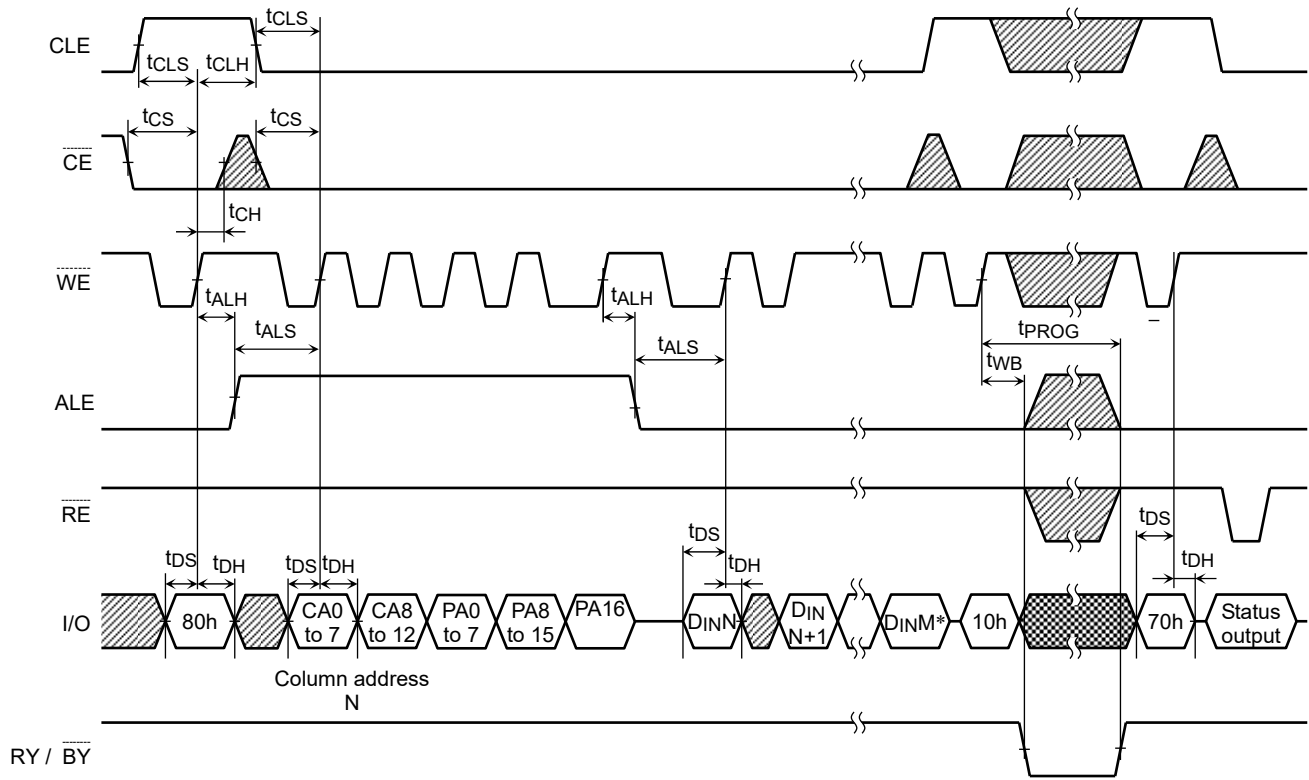 tCLS
CLE
tCLS tCLH
tCS tCS
CE
tCH
WE
tALH tALH
tALS tALS tPROG
tWB
ALE
RE
tDS tDH tDS tDH tDS tDH tDS tDH
I/O 80h CA0 to 7 CA8 to 12 PA0 to 7 PA8 to 15 PA16 DINN DIN N+1 DINM* 10h 70h Status output
Column address
N
RY / BY